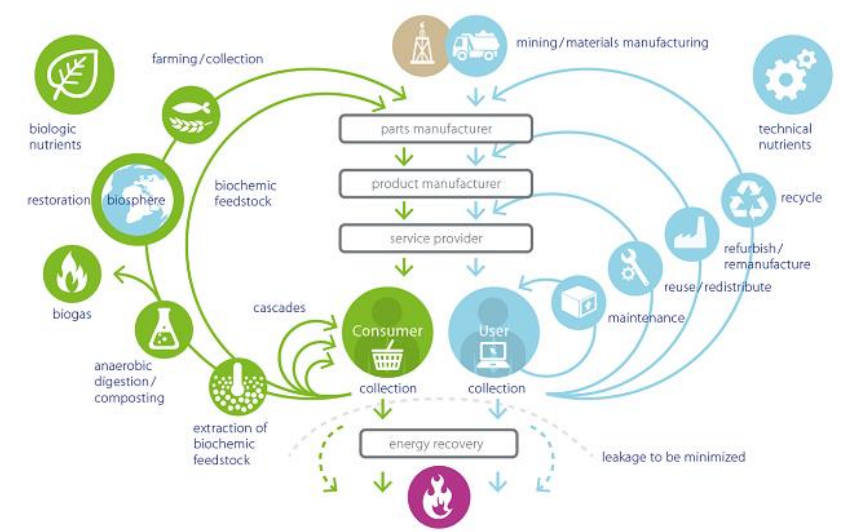 mining/materials manufacturing
farming/collection
biologic
nutrients
technical
nutrients
parts manufacturer
product manufacturer
service provider
restoration
biosphere
biochemic
feedstock
recycle
refurbish/
remanufacture
reuse/redistribute
maintenance
biogas
cascades
Consumer
User
anaerobic
digestion/
composting
collection
collection
extraction of
biochemic
feedstock
energy recovery
leakage to be minimized